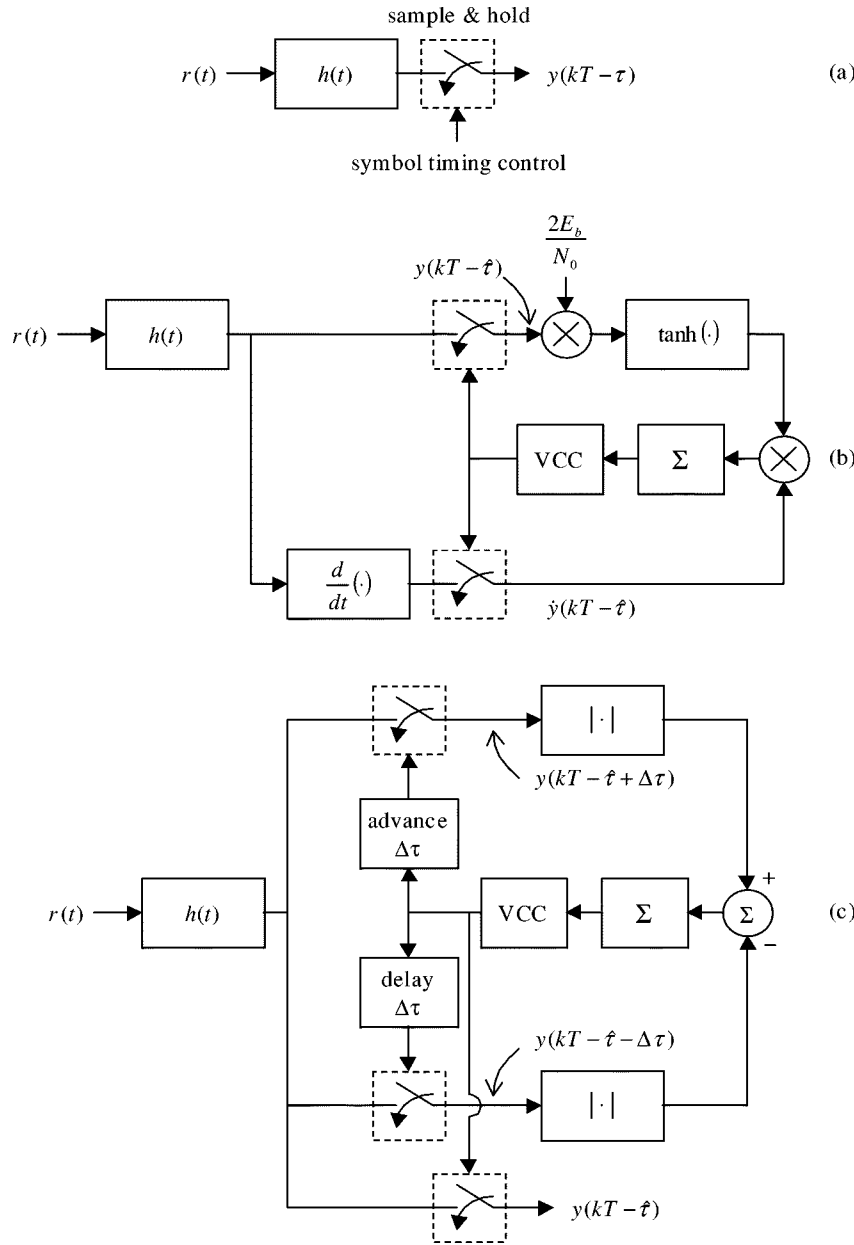 sample & hold
r(t)
h(t)
y(kT − τ)
(a)
symbol timing control
2E_b
N_0
y(kT − τ̂)
r(t)
h(t)
tanh(·)
VCC
Σ
(b)
d
dt
(·)
ẏ(kT − τ̂)
|·|
y(kT − τ̂ + Δτ)
advance
Δτ
+
r(t)
h(t)
VCC
Σ
Σ
(c)
−
delay
Δτ
y(kT − τ̂ − Δτ)
|·|
y(kT − τ̂)